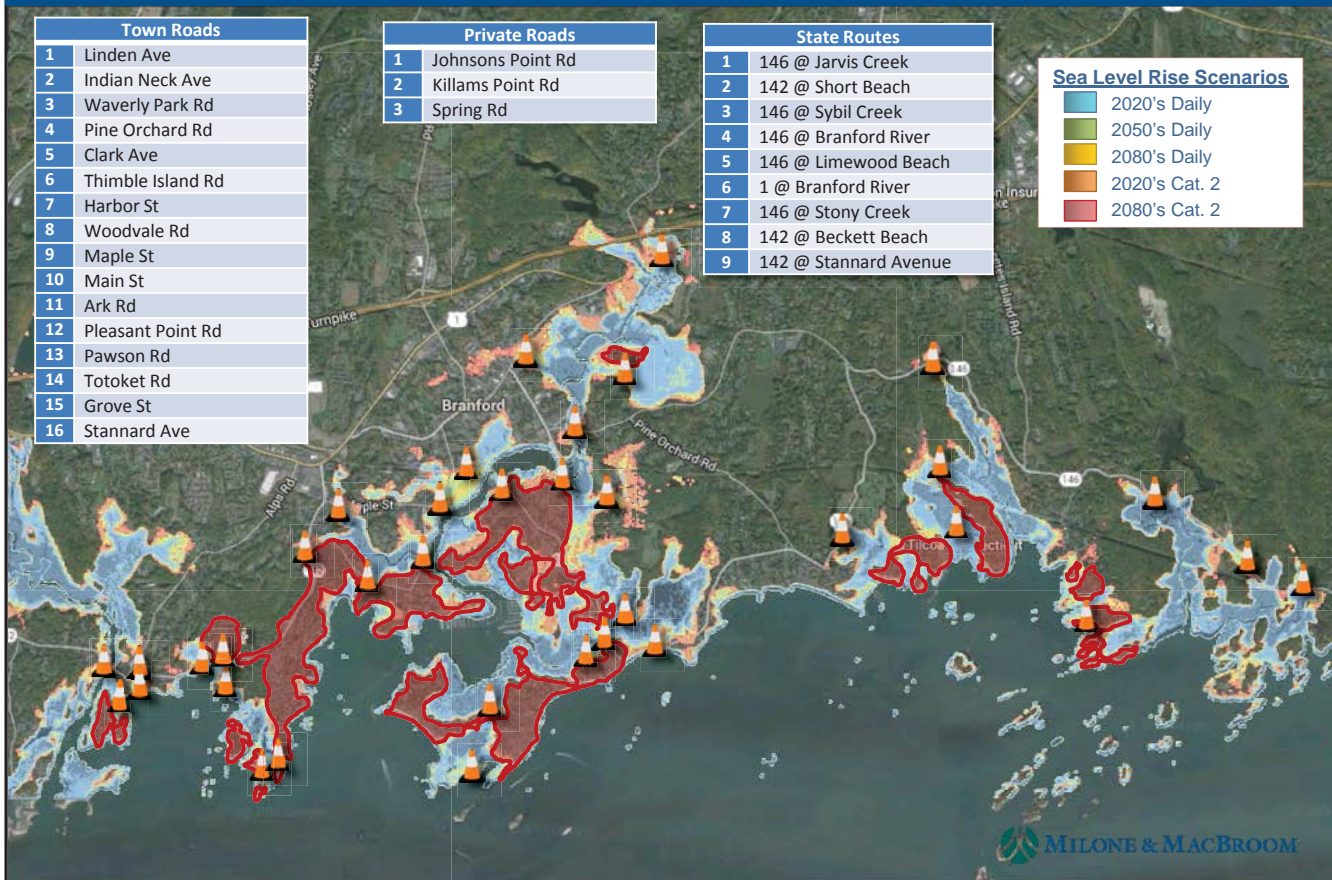 Town Roads
1 Linden Ave
2 Indian Neck Ave
3 Waverly Park Rd
4 Pine Orchard Rd
5 Clark Ave
6 Thimble Island Rd
7 Harbor St
8 Woodvale Rd
9 Maple St
10 Main St
11 Ark Rd
12 Pleasant Point Rd
13 Pawson Rd
14 Totoket Rd
15 Grove St
16 Stannard Ave
Private Roads
1 Johnsons Point Rd
2 Killams Point Rd
3 Spring Rd
State Routes
1 146 @ Jarvis Creek
2 142 @ Short Beach
3 146 @ Sybil Creek
4 146 @ Branford River
5 146 @ Limewood Beach
6 1 @ Branford River
7 146 @ Stony Creek
8 142 @ Beckett Beach
9 142 @ Stannard Avenue
Sea Level Rise Scenarios
2020's Daily
2050's Daily
2080's Daily
2020's Cat. 2
2080's Cat. 2
Turnpike
1
146
Branford
Pine Orchard Rd
Alps Rd
146
MILONE & MACBROOM